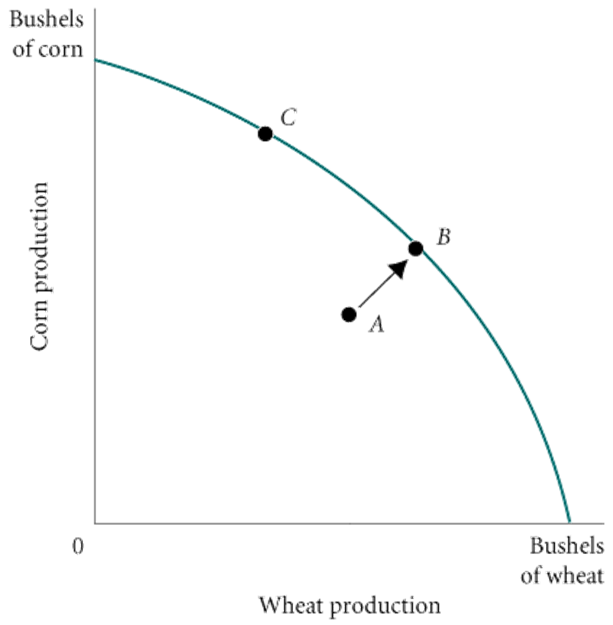 Bushels
of corn
C
Corn production
B
A
0
Bushels
of wheat
Wheat production